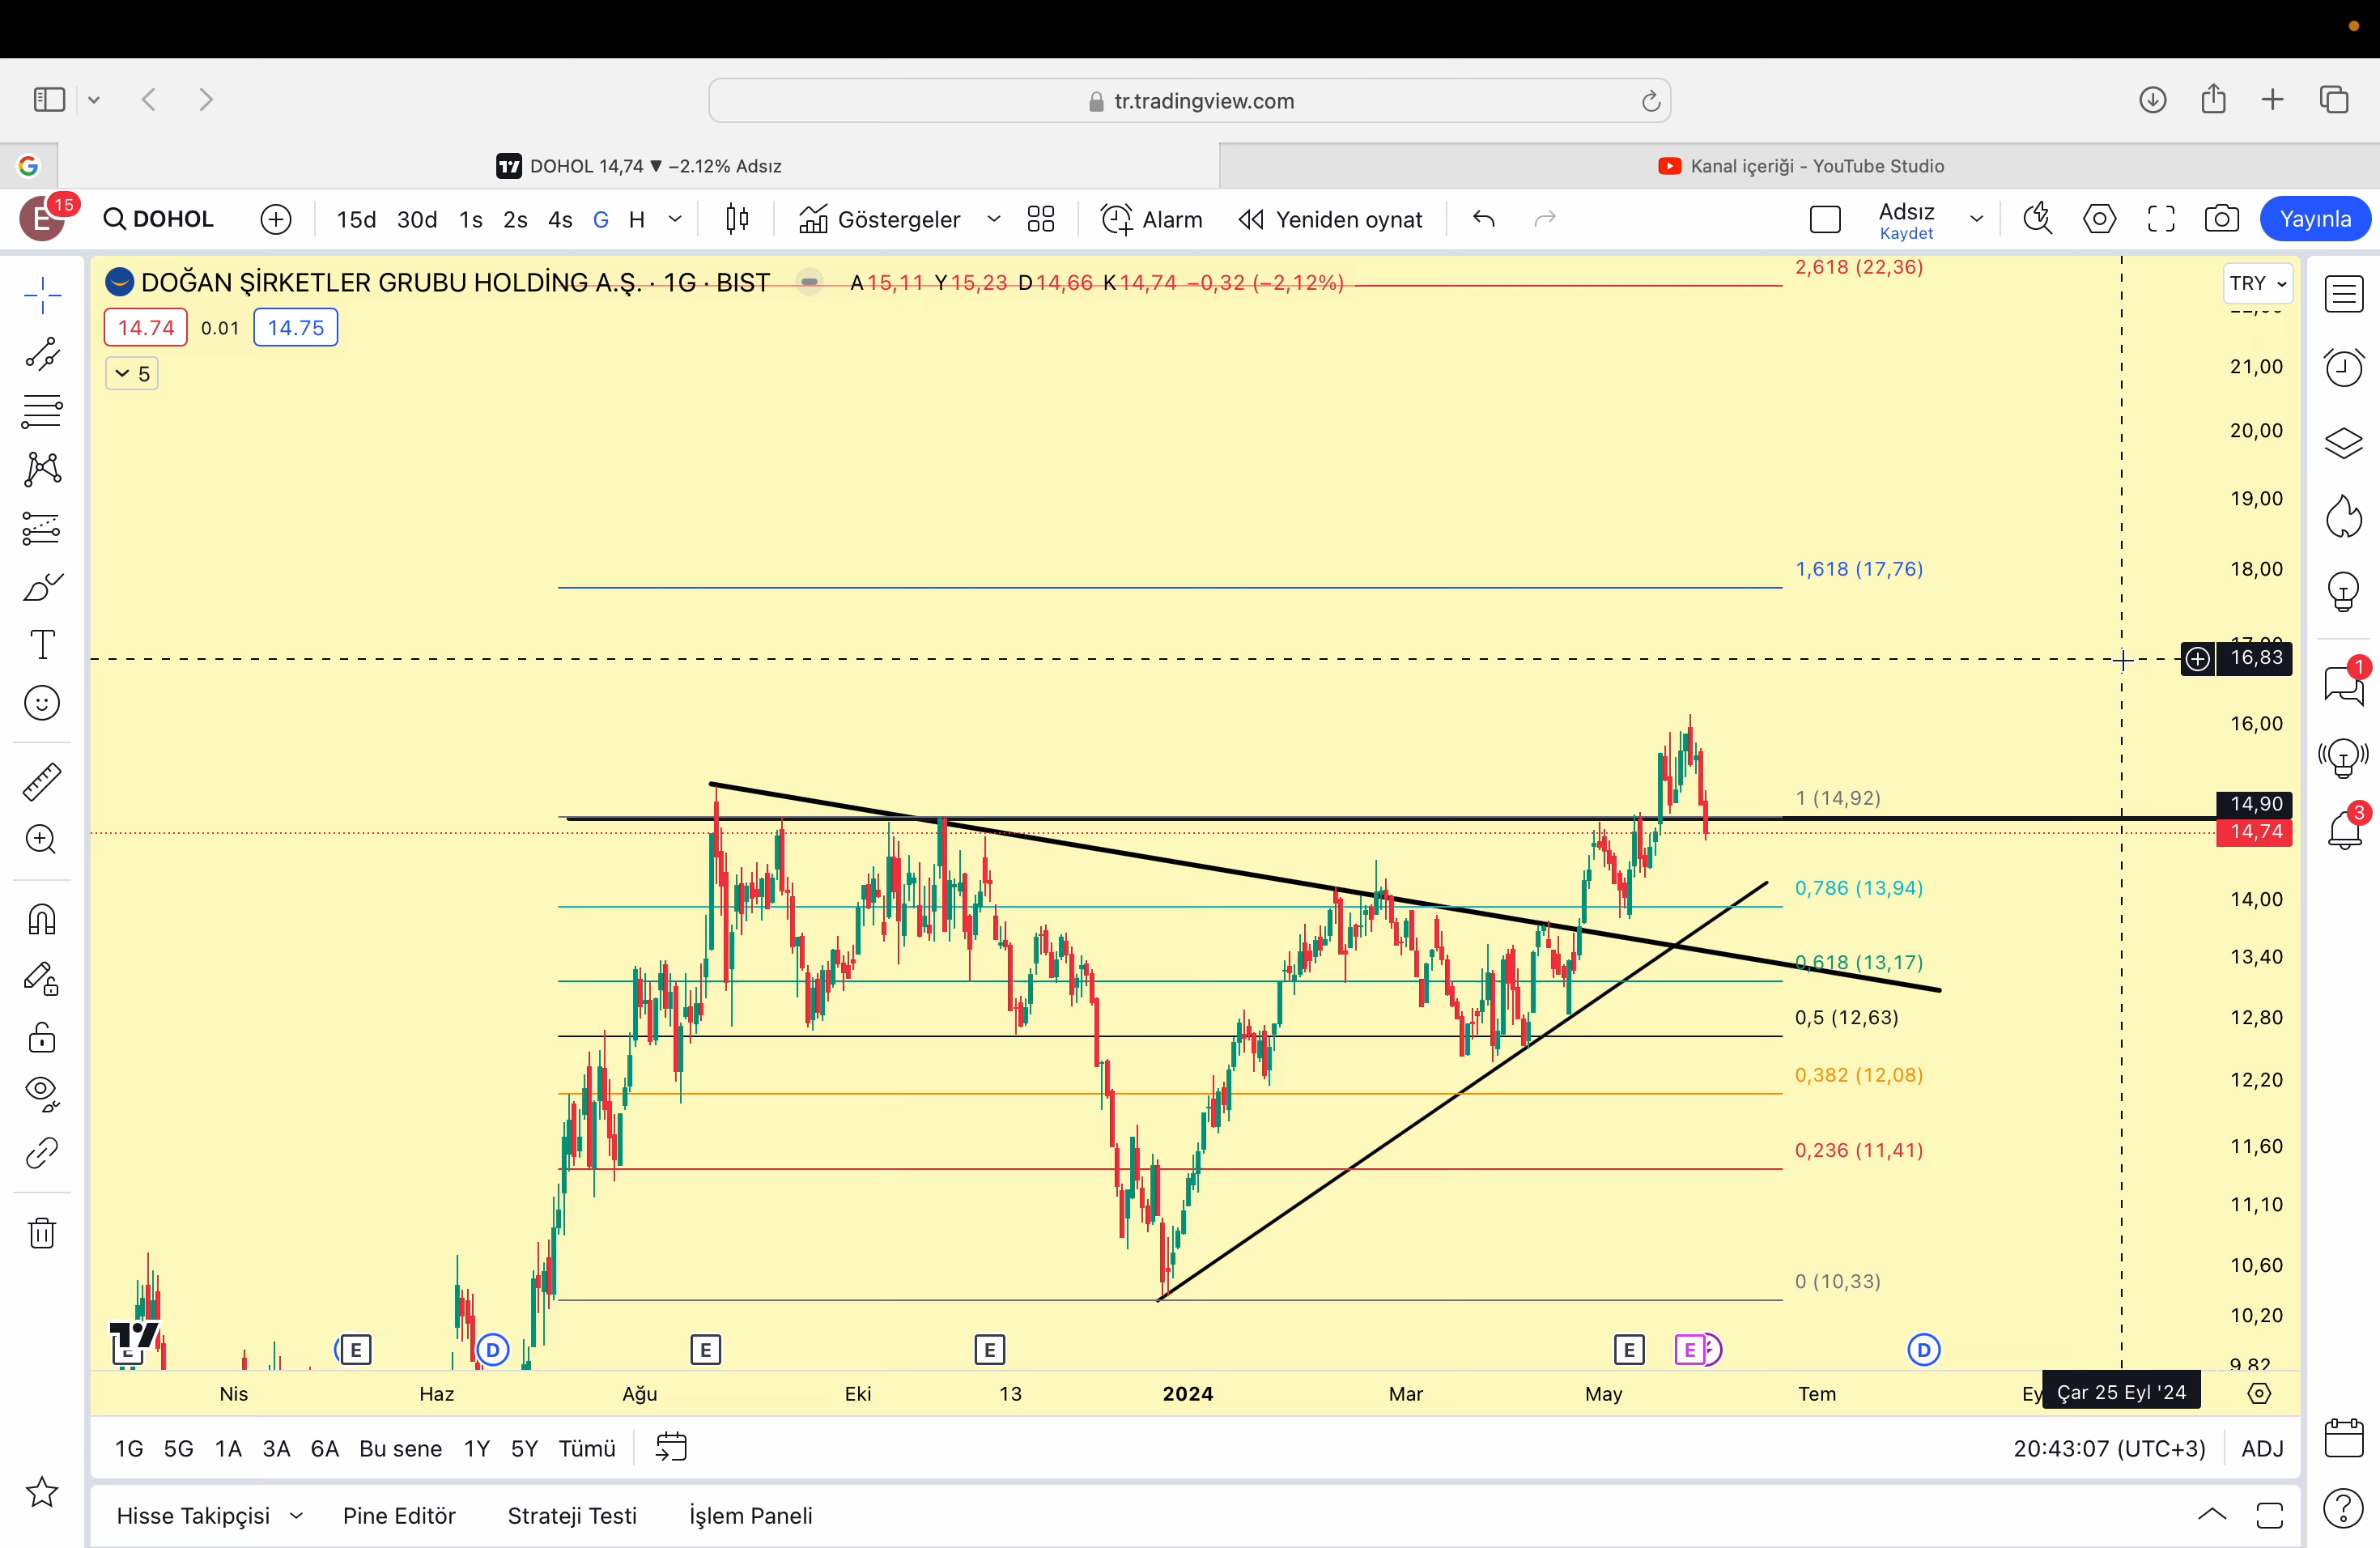 tr.tradingview.com
DOHOL 14,74 ▼ −2.12% Adsız
Kanal içeriği - YouTube Studio
E 15
DOHOL
15d 30d 1s 2s 4s G H
Göstergeler
Alarm
Yeniden oynat
Adsız
Kaydet
Yayınla
DOĞAN ŞİRKETLER GRUBU HOLDİNG A.Ş. · 1G · BIST
A15,11 Y15,23 D14,66 K14,74 −0,32 (−2,12%)
14.74 0.01 14.75
5
TRY
2,618 (22,36)
21,00
20,00
19,00
1,618 (17,76)
18,00
16,83
1
16,00
1 (14,92)
14,90
14,74
3
0,786 (13,94)
14,00
0,618 (13,17)
13,40
0,5 (12,63)
12,80
0,382 (12,08)
12,20
0,236 (11,41)
11,60
11,10
10,60
0 (10,33)
10,20
9,82
E E D E E E E D
Nis Haz Ağu Eki 13 2024 Mar May Tem Ey
Çar 25 Eyl '24
1G 5G 1A 3A 6A Bu sene 1Y 5Y Tümü
20:43:07 (UTC+3) ADJ
Hisse Takipçisi Pine Editör Strateji Testi İşlem Paneli